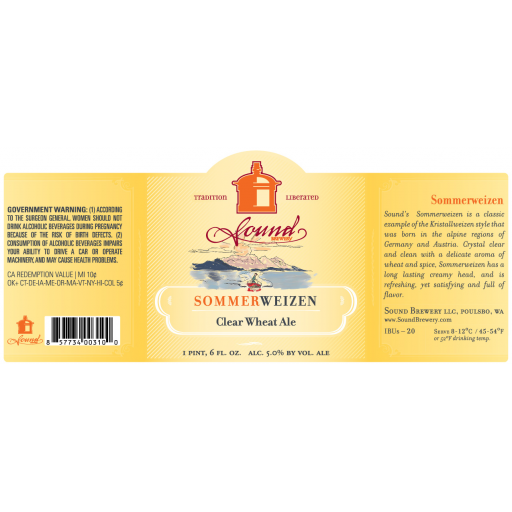 GOVERNMENT WARNING: (1) ACCORDING
TO THE SURGEON GENERAL, WOMEN SHOULD NOT
DRINK ALCOHOLIC BEVERAGES DURING PREGNANCY
BECAUSE OF THE RISK OF BIRTH DEFECTS. (2)
CONSUMPTION OF ALCOHOLIC BEVERAGES IMPAIRS
YOUR ABILITY TO DRIVE A CAR OR OPERATE
MACHINERY, AND MAY CAUSE HEALTH PROBLEMS.
CA REDEMPTION VALUE | MI 10¢
OK+ CT-DE-IA-ME-OR-MA-VT-NY-HI-COL 5¢
Sound
8 57734 00310 0
TRADITION LIBERATED
Sound
BREWERY
SOMMERWEIZEN
Clear Wheat Ale
1 PINT, 6 FL. OZ. ALC. 5.0% BY VOL. ALE
Sommerweizen
Sound's Sommerweizen is a classic
example of the Kristallweizen style that
was born in the alpine regions of
Germany and Austria. Crystal clear
and clean with a delicate aroma of
wheat and spice, Sommerweizen has a
long lasting creamy head, and is
refreshing, yet satisfying and full of
flavor.
SOUND BREWERY LLC, POULSBO, WA
www.SoundBrewery.com
IBUs ~ 20 SERVE 8-12°C / 45-54°F
or 52°F drinking temp.